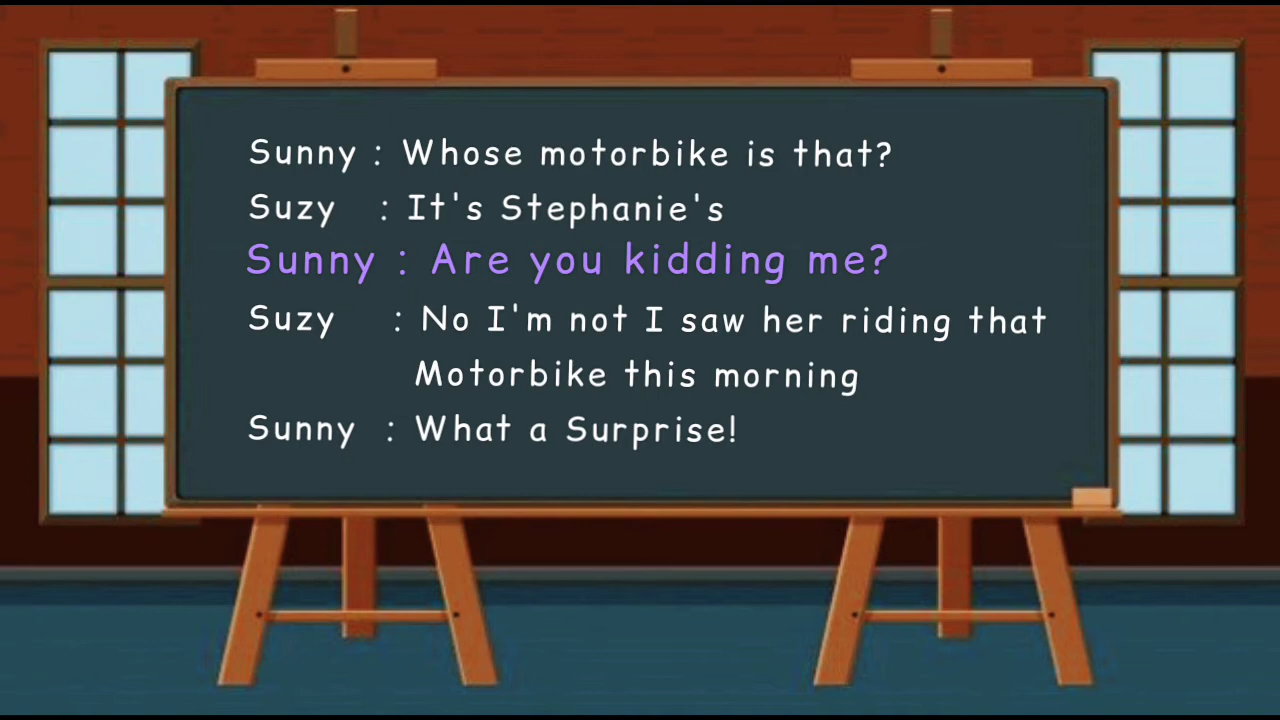 Sunny : Whose motorbike is that?
Suzy : It's Stephanie's
Sunny : Are you kidding me?
Suzy : No I'm not I saw her riding that
Motorbike this morning
Sunny : What a Surprise!